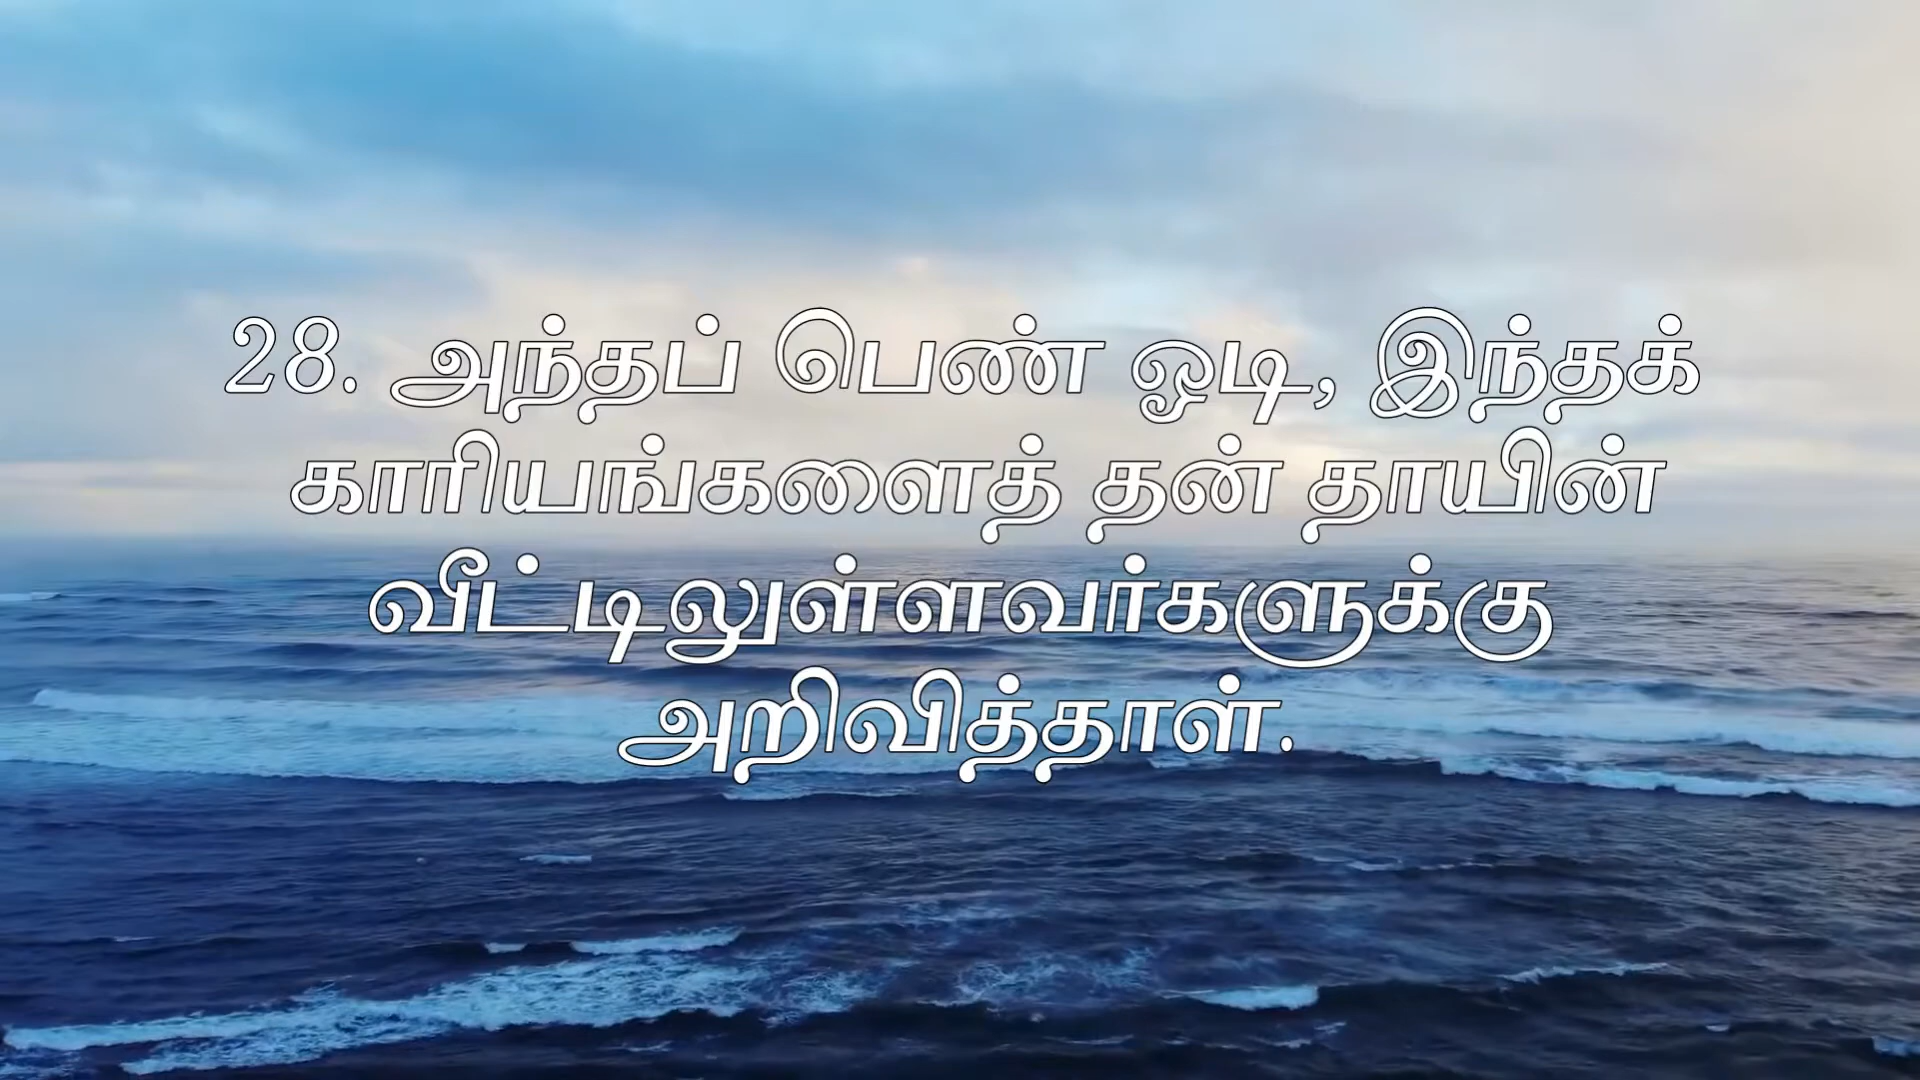 28. அந்தப் பெண் ஓடி, இந்தக்
காரியங்களைத் தன் தாயின்
வீட்டிலுள்ளவர்களுக்கு
அறிவித்தாள்.